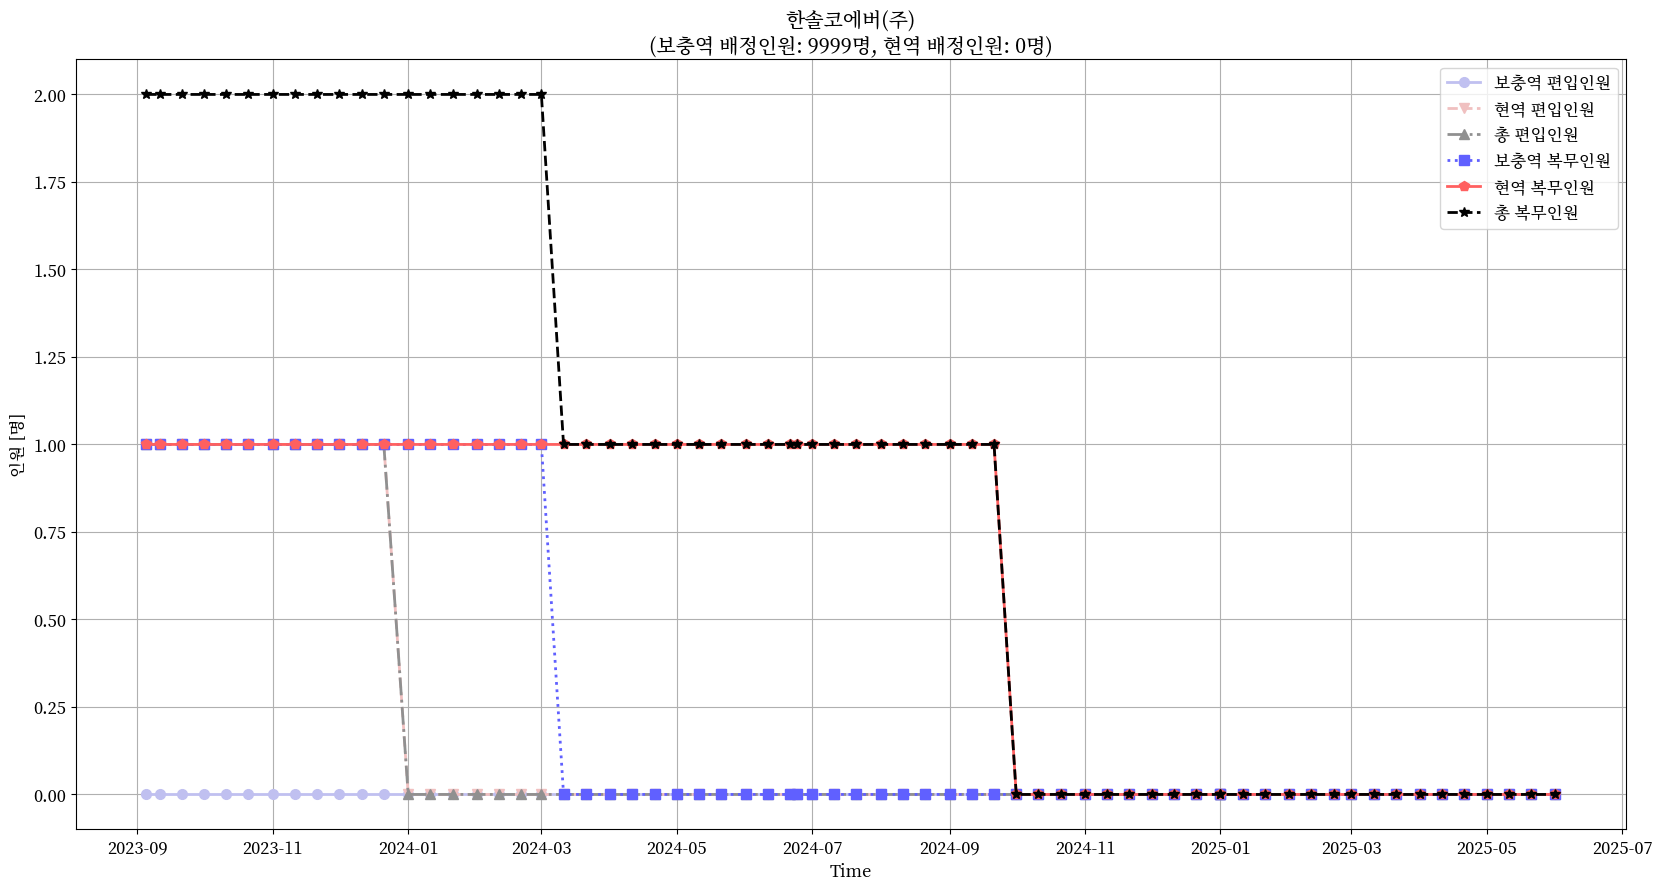 한솔코에버(주)
(보충역 배정인원: 9999명, 현역 배정인원: 0명)
보충역 편입인원
현역 편입인원
총 편입인원
보충역 복무인원
현역 복무인원
총 복무인원
인원 [명]
2.00
1.75
1.50
1.25
1.00
0.75
0.50
0.25
0.00
2023-09
2023-11
2024-01
2024-03
2024-05
2024-07
2024-09
2024-11
2025-01
2025-03
2025-05
2025-07
Time